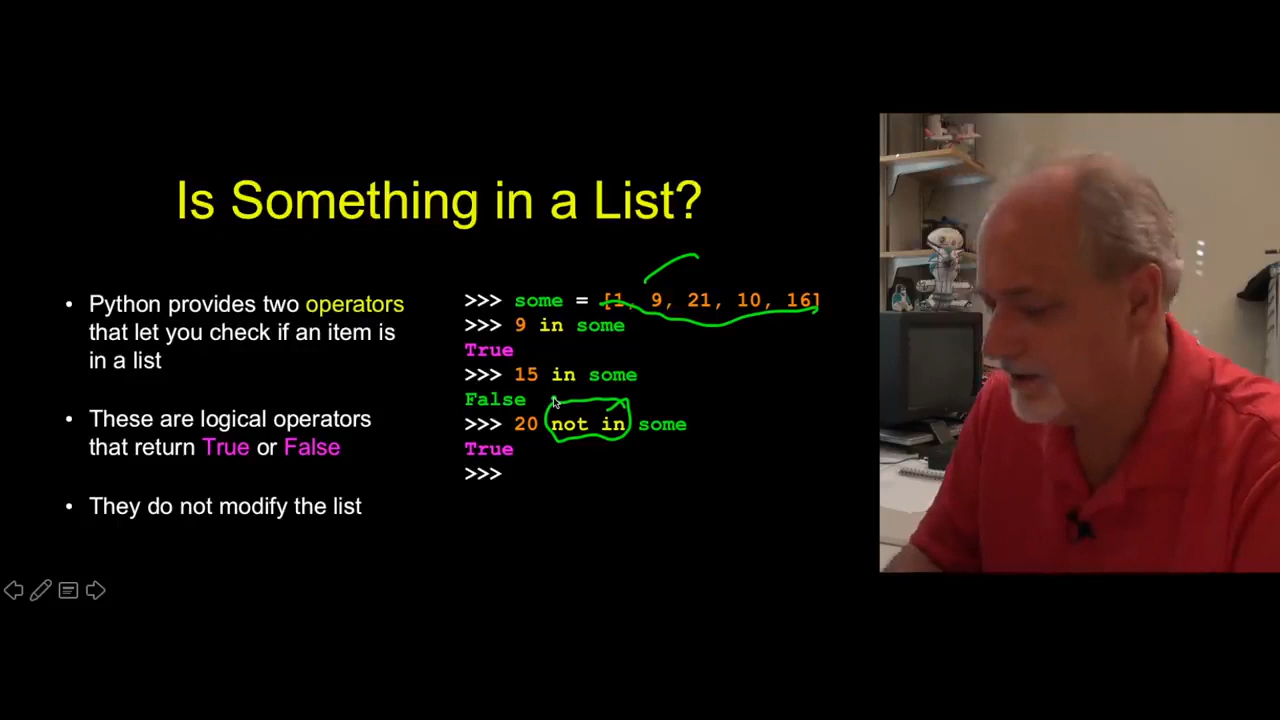 Is Something in a List?
• Python provides two operators
that let you check if an item is
in a list
• These are logical operators
that return True or False
• They do not modify the list
>>> some = [1, 9, 21, 10, 16]
>>> 9 in some
True
>>> 15 in some
False
>>> 20 not in some
True
>>>